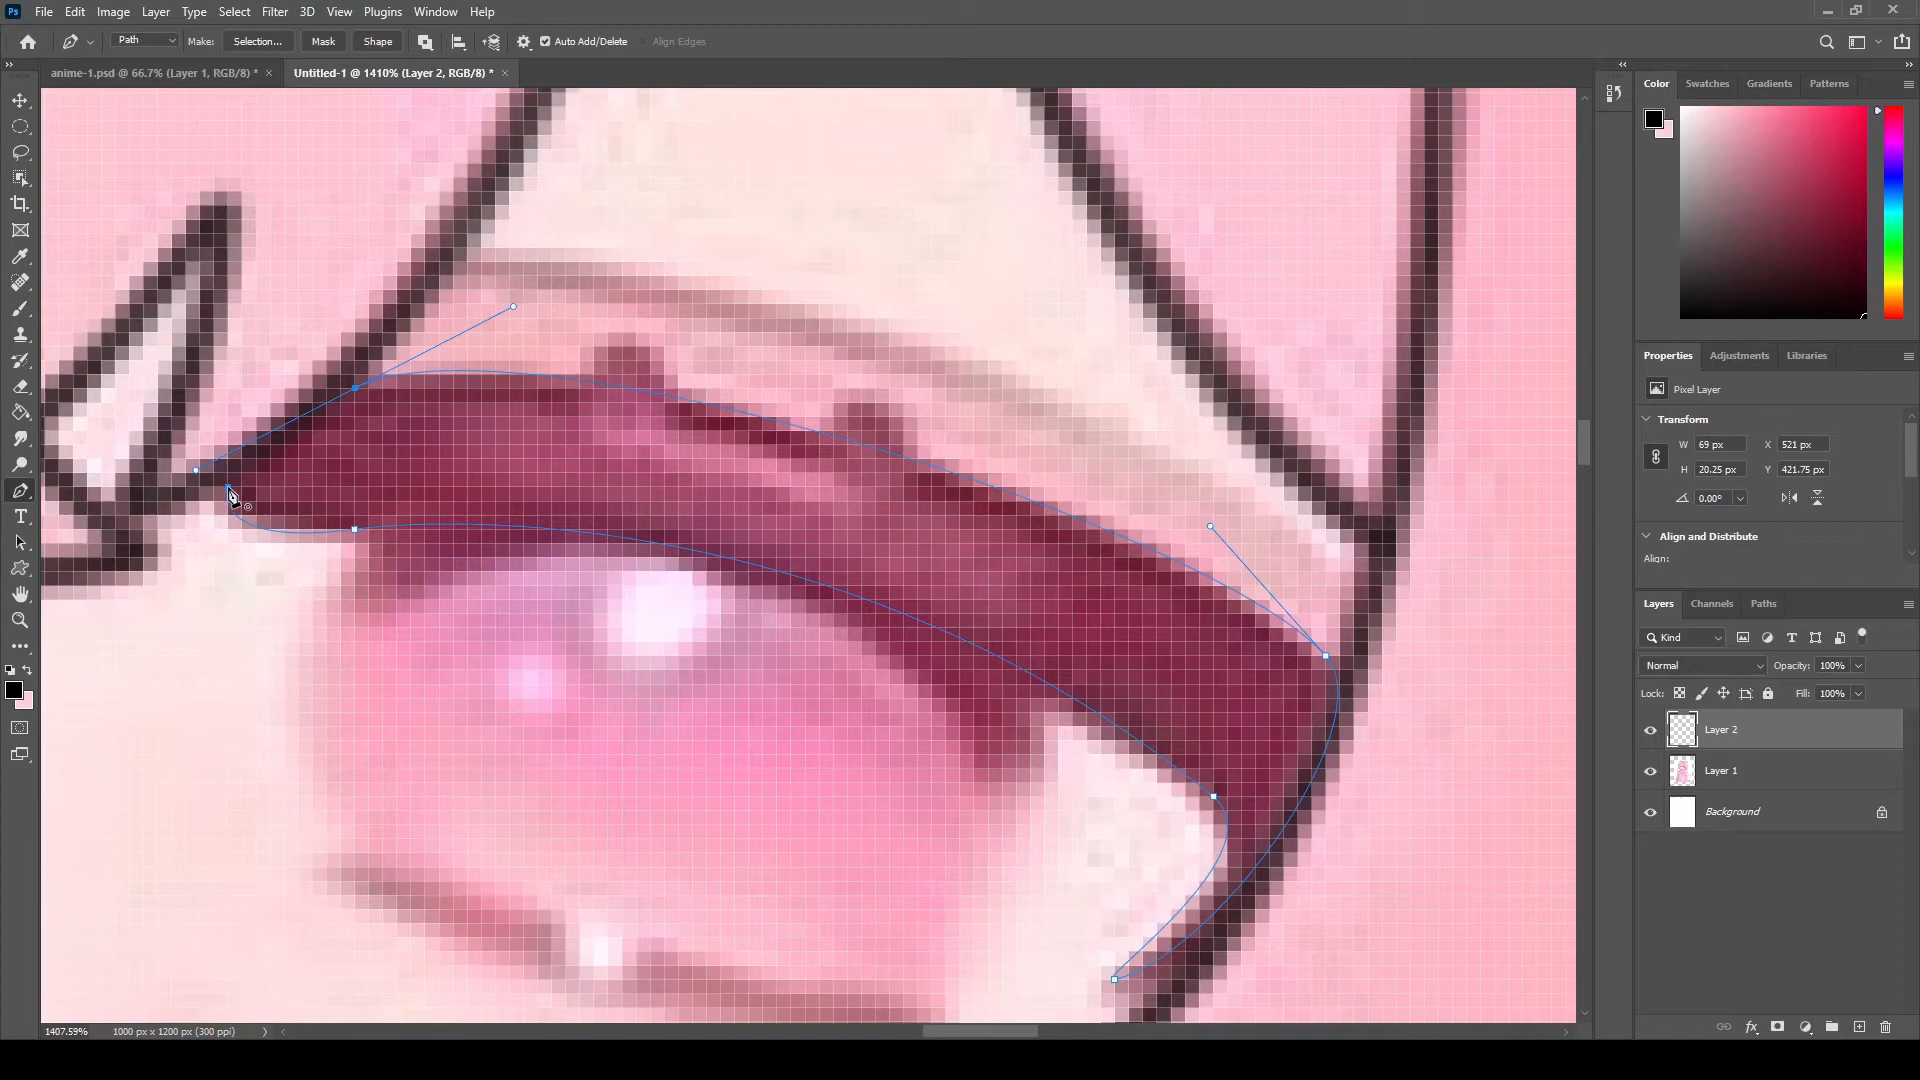 Ps File Edit Image Layer Type Select Filter 3D View Plugins Window Help
Path Make: Selection... Mask Shape Auto Add/Delete Align Edges
anime-1.psd @ 66.7% (Layer 1, RGB/8) * × Untitled-1 @ 1410% (Layer 2, RGB/8) * ×
Color Swatches Gradients Patterns
Properties Adjustments Libraries
Pixel Layer
Transform
W 69 px X 521 px
H 20.25 px Y 421.75 px
0.00°
Align and Distribute
Align:
Layers Channels Paths
Kind
Normal Opacity: 100%
Lock: Fill: 100%
Layer 2
Layer 1
Background
1407.59% 1000 px x 1200 px (300 ppi)